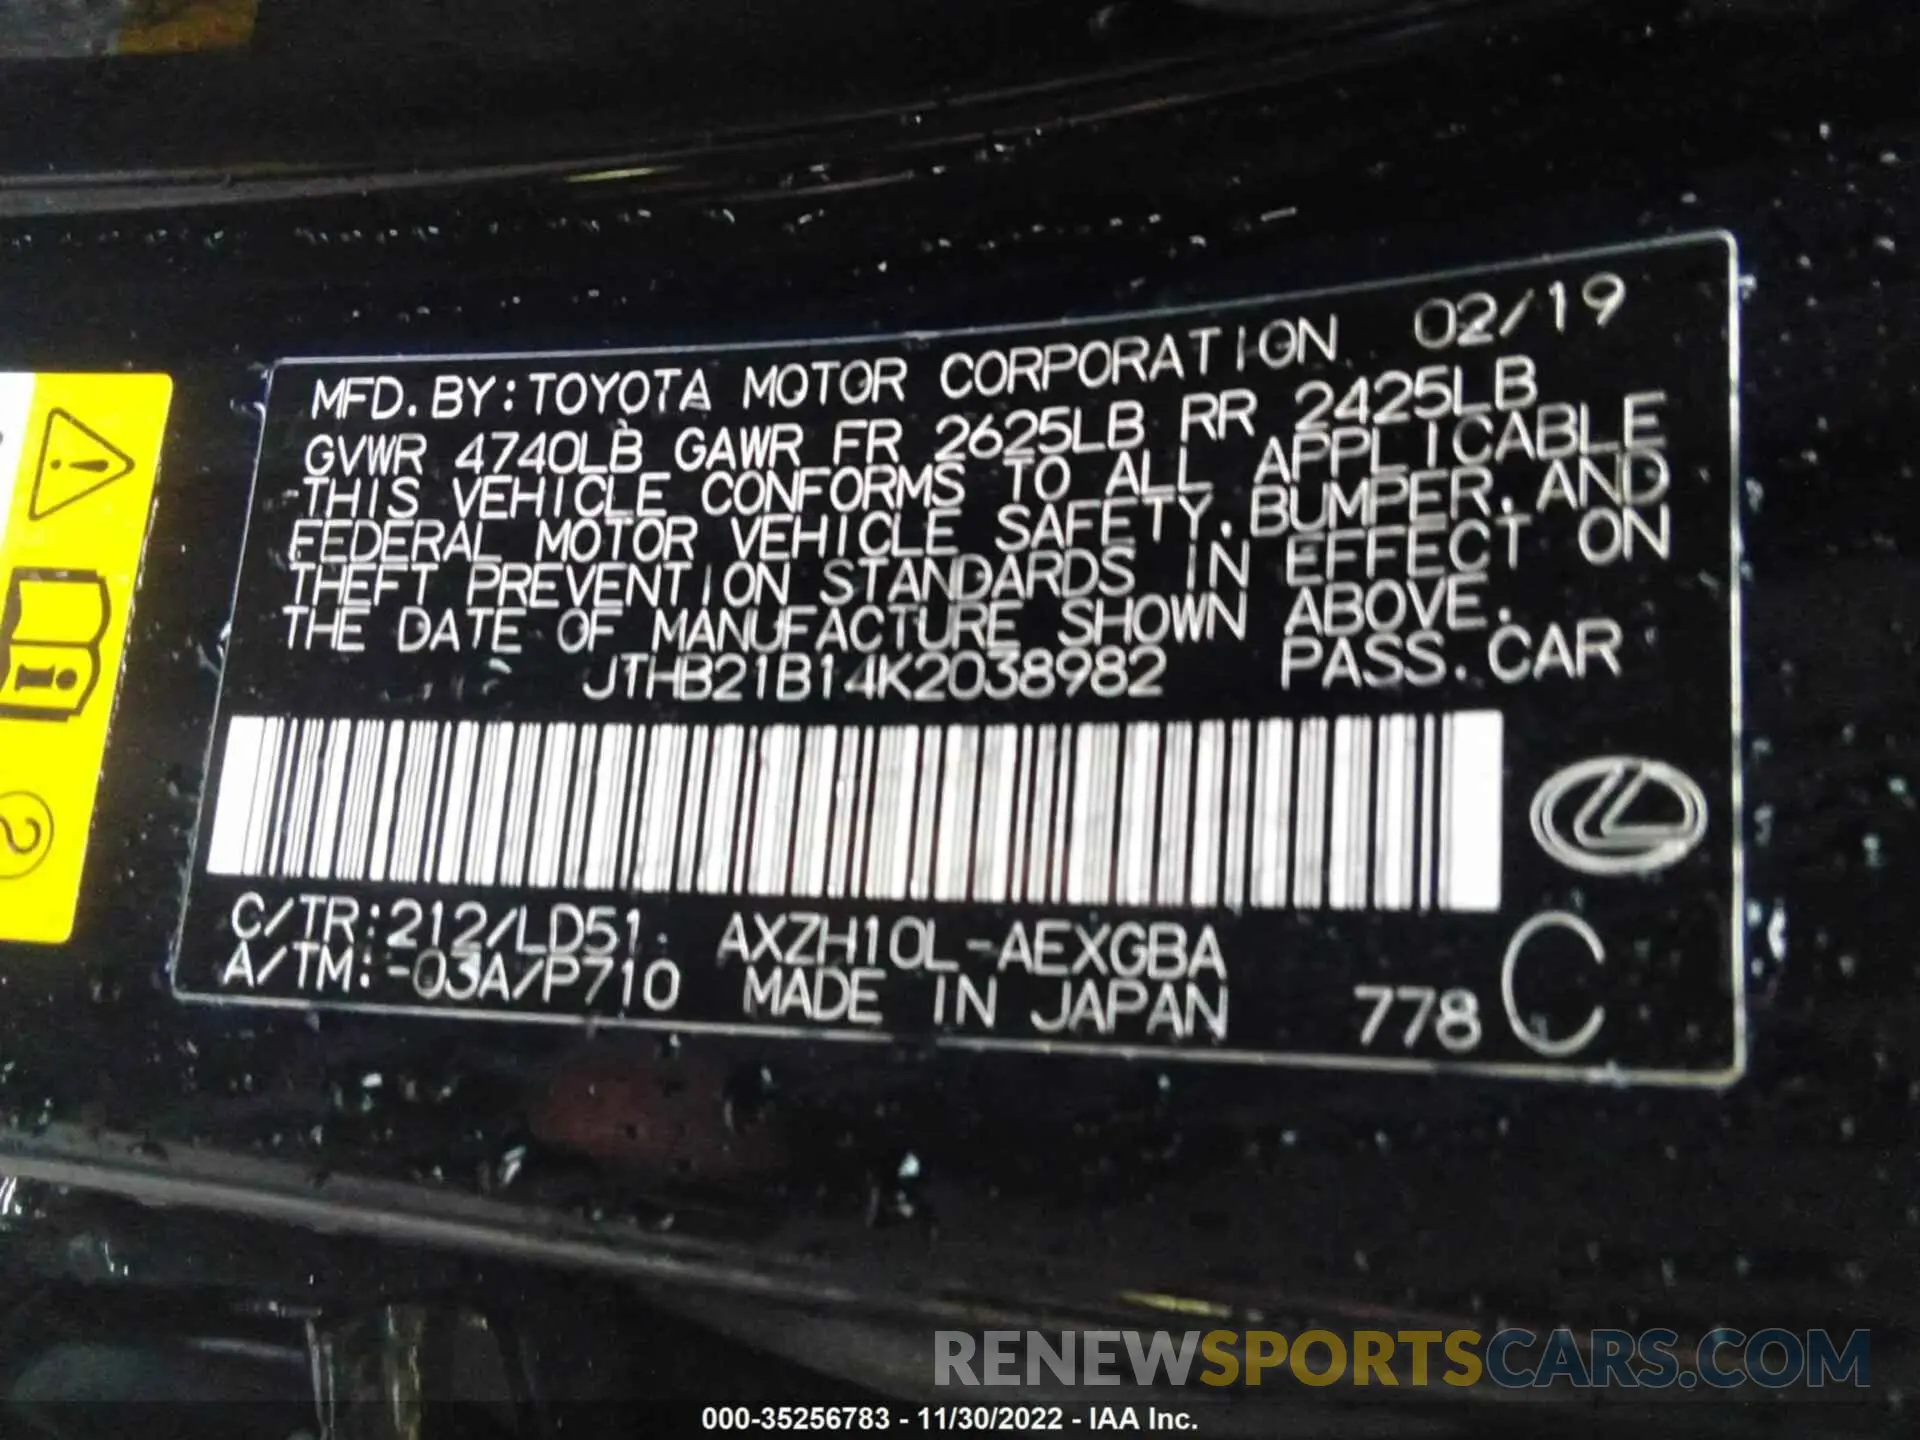 MFD. BY: TOYOTA MOTOR CORPORATION 02/19
GVWR 4740LB GAWR FR 2625LB RR 2425LB
THIS VEHICLE CONFORMS TO ALL APPLICABLE
FEDERAL MOTOR VEHICLE SAFETY, BUMPER, AND
THEFT PREVENTION STANDARDS IN EFFECT ON
THE DATE OF MANUFACTURE SHOWN ABOVE.
JTHB21B14K2038982 PASS. CAR
C/TR: 212/LD51 AXZH10L-AEXGBA
A/TM: -03A/P710 MADE IN JAPAN 778 C
2
RENEWSPORTSCARS.COM
000-35256783 - 11/30/2022 - IAA Inc.